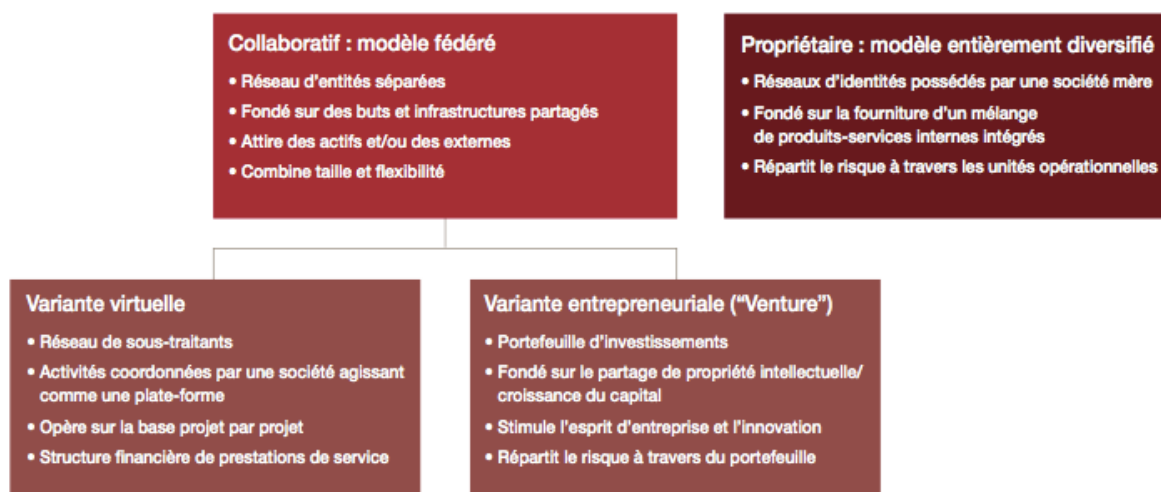 Collaboratif : modèle fédéré
• Réseau d'entités séparées
• Fondé sur des buts et infrastructures partagés
• Attire des actifs et/ou des externes
• Combine taille et flexibilité
Propriétaire : modèle entièrement diversifié
• Réseaux d'identités possédés par une société mère
• Fondé sur la fourniture d'un mélange
de produits-services internes intégrés
• Répartit le risque à travers les unités opérationnelles
Variante virtuelle
• Réseau de sous-traitants
• Activités coordonnées par une société agissant
comme une plate-forme
• Opère sur la base projet par projet
• Structure financière de prestations de service
Variante entrepreneuriale (“Venture”)
• Portefeuille d'investissements
• Fondé sur le partage de propriété intellectuelle/
croissance du capital
• Stimule l'esprit d'entreprise et l'innovation
• Répartit le risque à travers du portefeuille